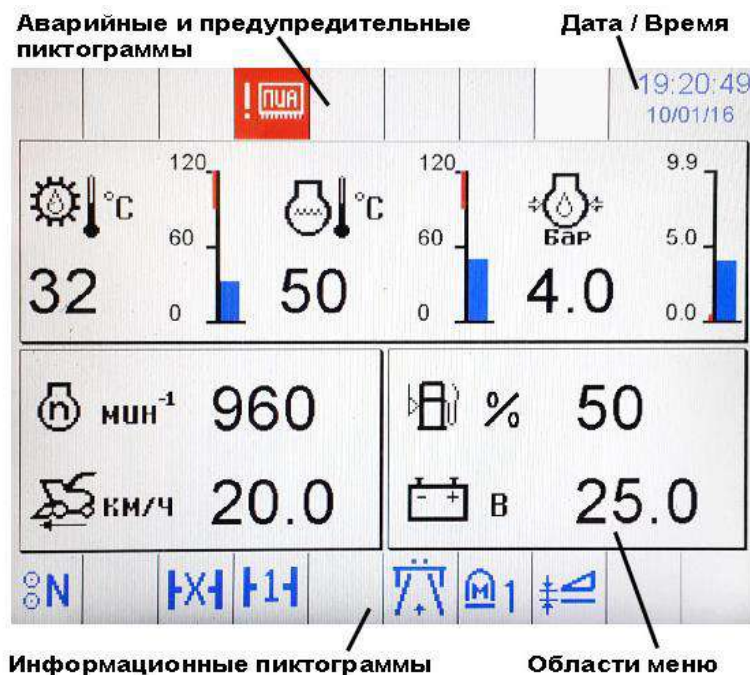 Аварийные и предупредительные
пиктограммы
Дата / Время
! ПИА
19:20:49
10/01/16
°C
120
60
0
32
°C
120
60
0
50
Бар
9.9
5.0
0.0
4.0
n мин⁻¹ 960
% 50
км/ч 20.0
- + В 25.0
N
X
1
M 1
Информационные пиктограммы
Области меню